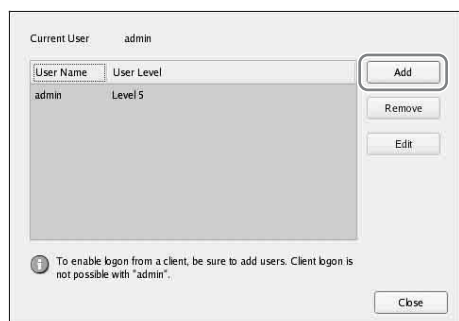 Current User admin
User Name User Level
admin Level 5
Add
Remove
Edit
To enable logon from a client, be sure to add users. Client logon is
not possible with "admin".
Close